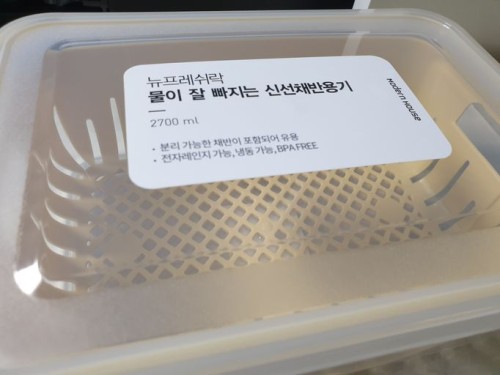 뉴프레쉬락
물이 잘 빠지는 신선채반용기
2700 ml
· 분리 가능한 채반이 포함되어 유용
· 전자레인지 가능, 냉동 가능, BPA FREE
Modern House